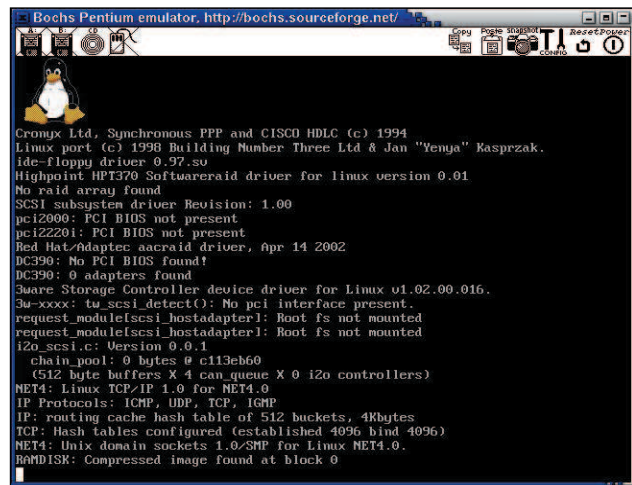 Bochs Pentium emulator, http://bochs.sourceforge.net/
A: B: CD Copy Paste Snapshot CONFIG Reset Power
Cronyx Ltd, Synchronous PPP and CISCO HDLC (c) 1994
Linux port (c) 1998 Building Number Three Ltd & Jan "Yenya" Kasprzak.
ide-floppy driver 0.97.sv
Highpoint HPT370 Softwareraid driver for linux version 0.01
No raid array found
SCSI subsystem driver Revision: 1.00
pci2000: PCI BIOS not present
pci2220i: PCI BIOS not present
Red Hat/Adaptec aacraid driver, Apr 14 2002
DC390: No PCI BIOS found!
DC390: 0 adapters found
3ware Storage Controller device driver for Linux v1.02.00.016.
3w-xxxx: tw_scsi_detect(): No pci interface present.
request_module[scsi_hostadapter]: Root fs not mounted
request_module[scsi_hostadapter]: Root fs not mounted
i2o_scsi.c: Version 0.0.1
chain_pool: 0 bytes @ c113eb60
(512 byte buffers X 4 can_queue X 0 i2o controllers)
NET4: Linux TCP/IP 1.0 for NET4.0
IP Protocols: ICMP, UDP, TCP, IGMP
IP: routing cache hash table of 512 buckets, 4Kbytes
TCP: Hash tables configured (established 4096 bind 4096)
NET4: Unix domain sockets 1.0/SMP for Linux NET4.0.
RAMDISK: Compressed image found at block 0